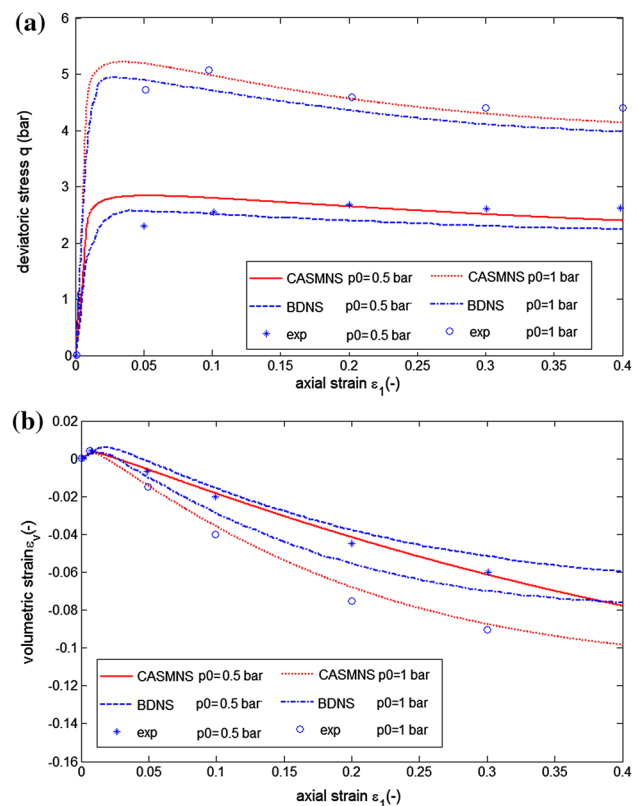 (a)
6
5
4
3
2
1
0
deviatoric stress q (bar)
CASMNS p0=0.5 bar CASMNS p0=1 bar
BDNS p0=0.5 bar BDNS p0=1 bar
exp p0=0.5 bar exp p0=1 bar
0 0.05 0.1 0.15 0.2 0.25 0.3 0.35 0.4
axial strain ε1(-)
(b)
0.02
0
-0.02
-0.04
-0.06
-0.08
-0.1
-0.12
-0.14
-0.16
volumetric strainεv(-)
CASMNS p0=0.5 bar CASMNS p0=1 bar
BDNS p0=0.5 bar BDNS p0=1 bar
exp p0=0.5 bar exp p0=1 bar
0 0.05 0.1 0.15 0.2 0.25 0.3 0.35 0.4
axial strain ε1(-)